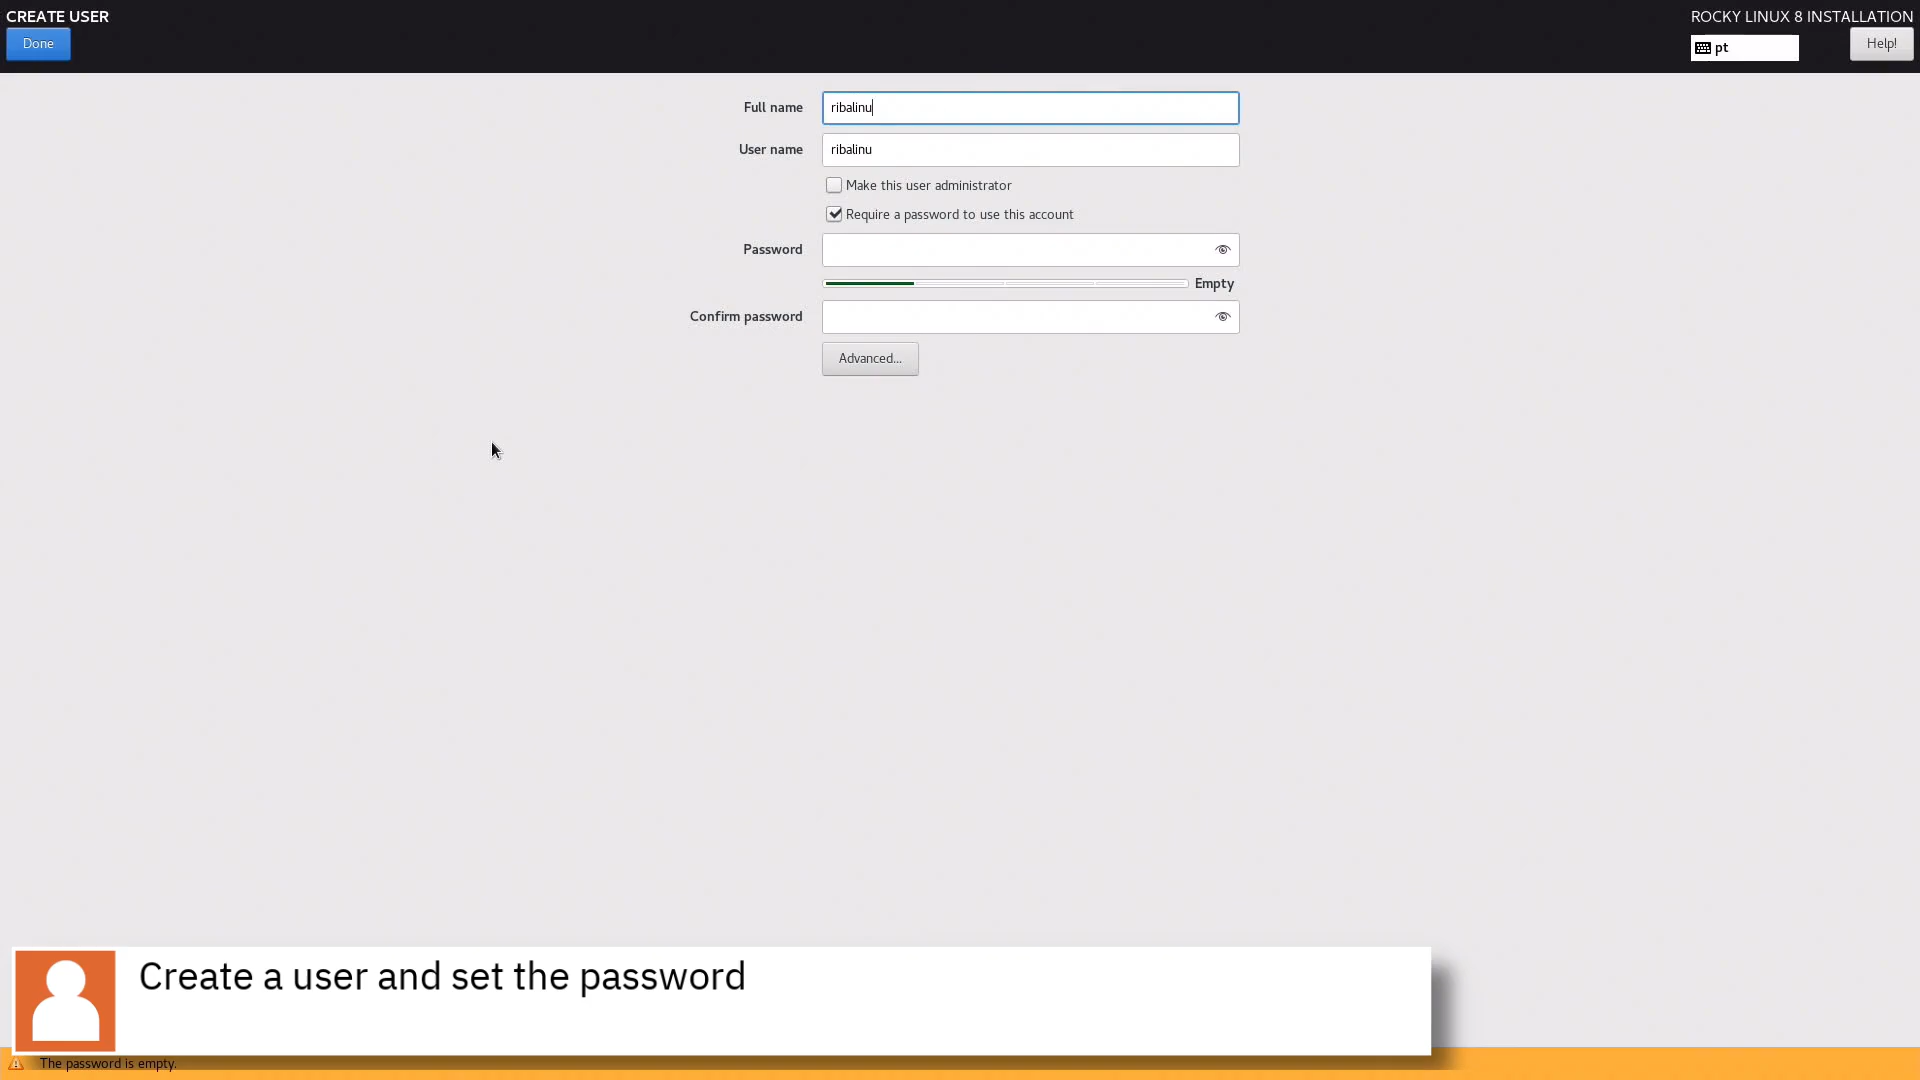 CREATE USER
ROCKY LINUX 8 INSTALLATION
Done
pt
Help!
Full name
ribalinu
User name
ribalinu
Make this user administrator
Require a password to use this account
Password
Empty
Confirm password
Advanced...
Create a user and set the password
The password is empty.